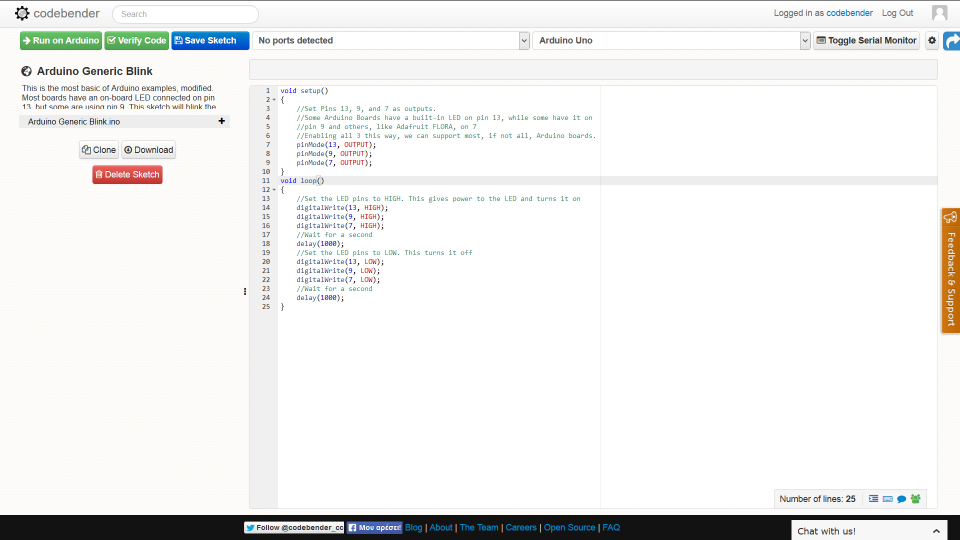 codebender
Search
Logged in as codebender Log Out
Run on Arduino Verify Code Save Sketch No ports detected Arduino Uno Toggle Serial Monitor
Arduino Generic Blink
This is the most basic of Arduino examples, modified.
Most boards have an on-board LED connected on pin
13, but some are using pin 9. This sketch will blink the
Arduino Generic Blink.ino
Clone Download
Delete Sketch
1 void setup()
2 {
3 //Set Pins 13, 9, and 7 as outputs.
4 //Some Arduino Boards have a built-in LED on pin 13, while some have it on
5 //pin 9 and others, like Adafruit FLORA, on 7
6 //Enabling all 3 this way, we can support most, if not all, Arduino boards.
7 pinMode(13, OUTPUT);
8 pinMode(9, OUTPUT);
9 pinMode(7, OUTPUT);
10 }
11 void loop()
12 {
13 //Set the LED pins to HIGH. This gives power to the LED and turns it on
14 digitalWrite(13, HIGH);
15 digitalWrite(9, HIGH);
16 digitalWrite(7, HIGH);
17 //Wait for a second
18 delay(1000);
19 //Set the LED pins to LOW. This turns it off
20 digitalWrite(13, LOW);
21 digitalWrite(9, LOW);
22 digitalWrite(7, LOW);
23 //Wait for a second
24 delay(1000);
25 }
Feedback & Support
Number of lines: 25
Follow @codebender_cc Μου αρέσει! Blog | About | The Team | Careers | Open Source | FAQ
Chat with us!